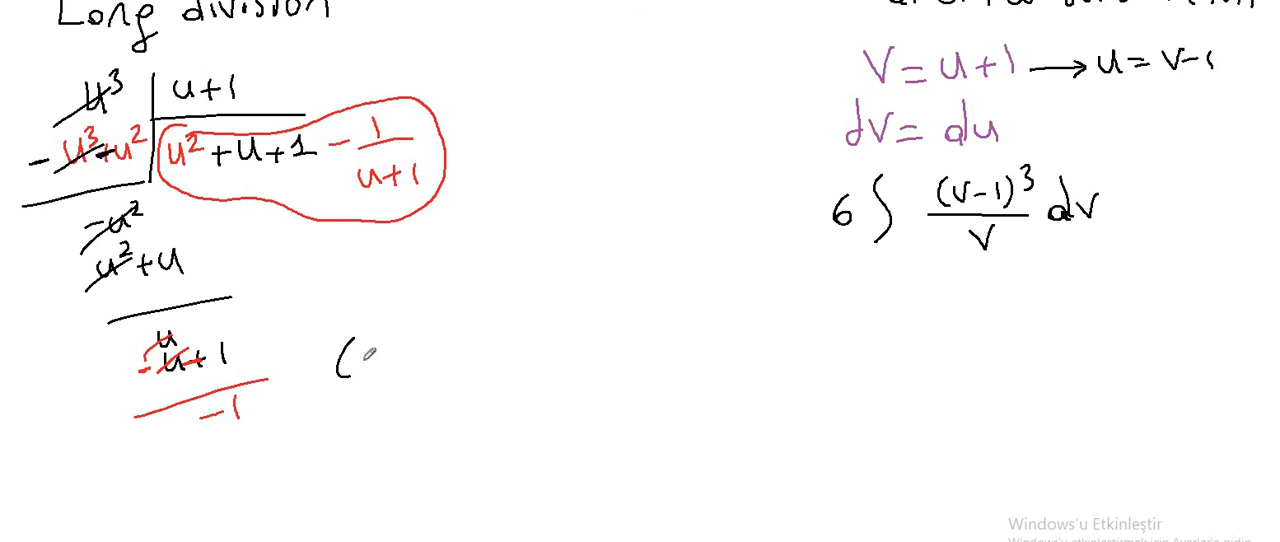 Long division
u³ | u+1
- u³+u² | u² + u + 1 - 1/(u+1)
-u²
u²+u
u
-u+1
-1
(
V = u+1 → u = v-1
dv = du
6 ∫ (v-1)³/v dv
Windows'u Etkinleştir